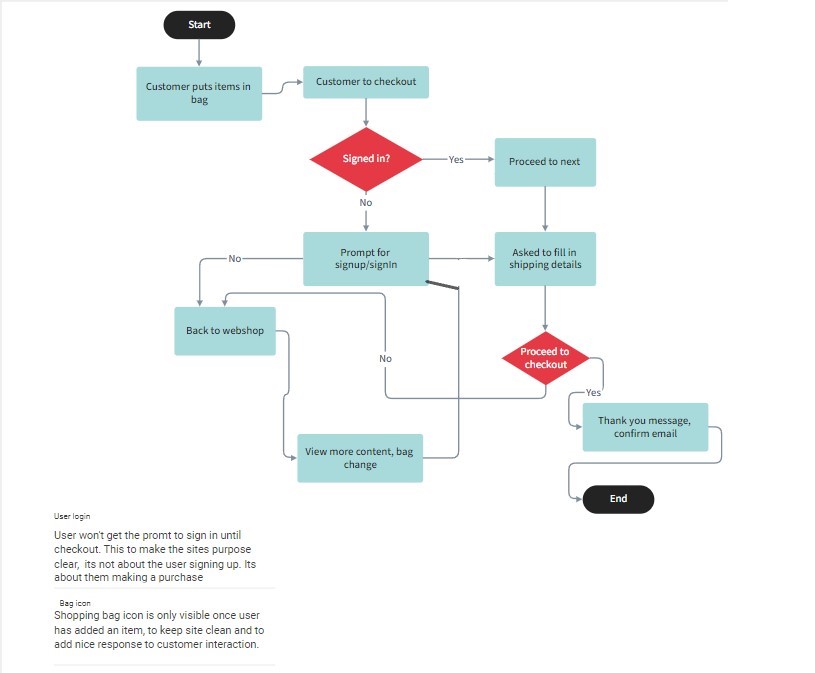 Start
Customer puts items in
bag
Customer to checkout
Signed in?
Yes
Proceed to next
No
Prompt for
signup/signIn
Asked to fill in
shipping details
No
Back to webshop
No
Proceed to
checkout
Yes
Thank you message,
confirm email
View more content, bag
change
End
User login
User won't get the promt to sign in until
checkout. This to make the sites purpose
clear, its not about the user signing up. Its
about them making a purchase
Bag icon
Shopping bag icon is only visible once user
has added an item, to keep site clean and to
add nice response to customer interaction.